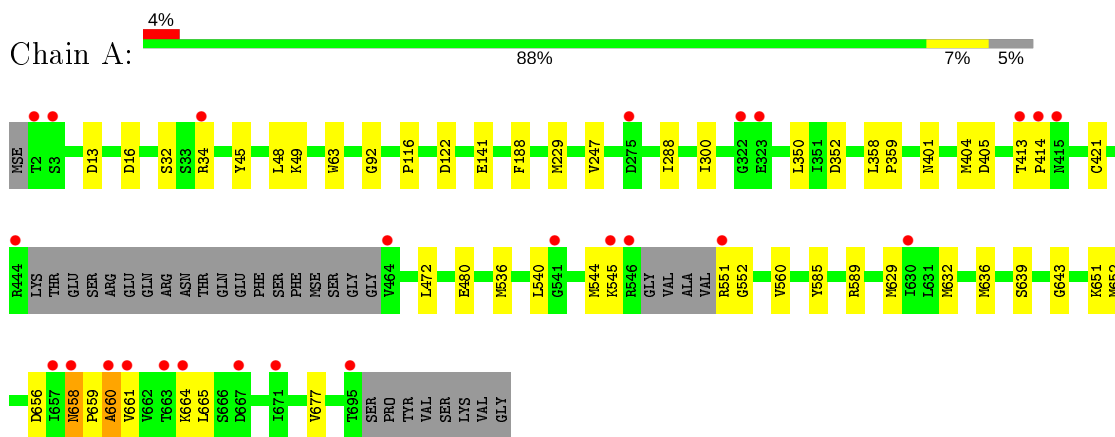 4%
Chain A:
88% 7% 5%
MSE T2 S3 D13 D16 S32 S33 R34 Y45 L48 K49 W63 G92 P116 D122 E141 F188 M229 V247 D275 I288 I300 G322 E323 L350 I351 D352 L358 P359 N401 M404 D405 T413 P414 N415 C421
R444 LYS THR GLU SER ARG GLU GLN ARG ASN THR GLN GLU PHE SER PHE MSE SER GLY GLY V464 L472 E480 M536 L540 G541 M544 K545 R546 GLY VAL ALA VAL R551 G552 V560 Y585 R589 M629 I630 L631 M632 M636 S639 G643 K651 M652
D656 I657 N658 P659 A660 V661 V662 T663 K664 L665 S666 D667 I671 V677 T695 SER PRO TYR VAL SER LYS VAL GLY